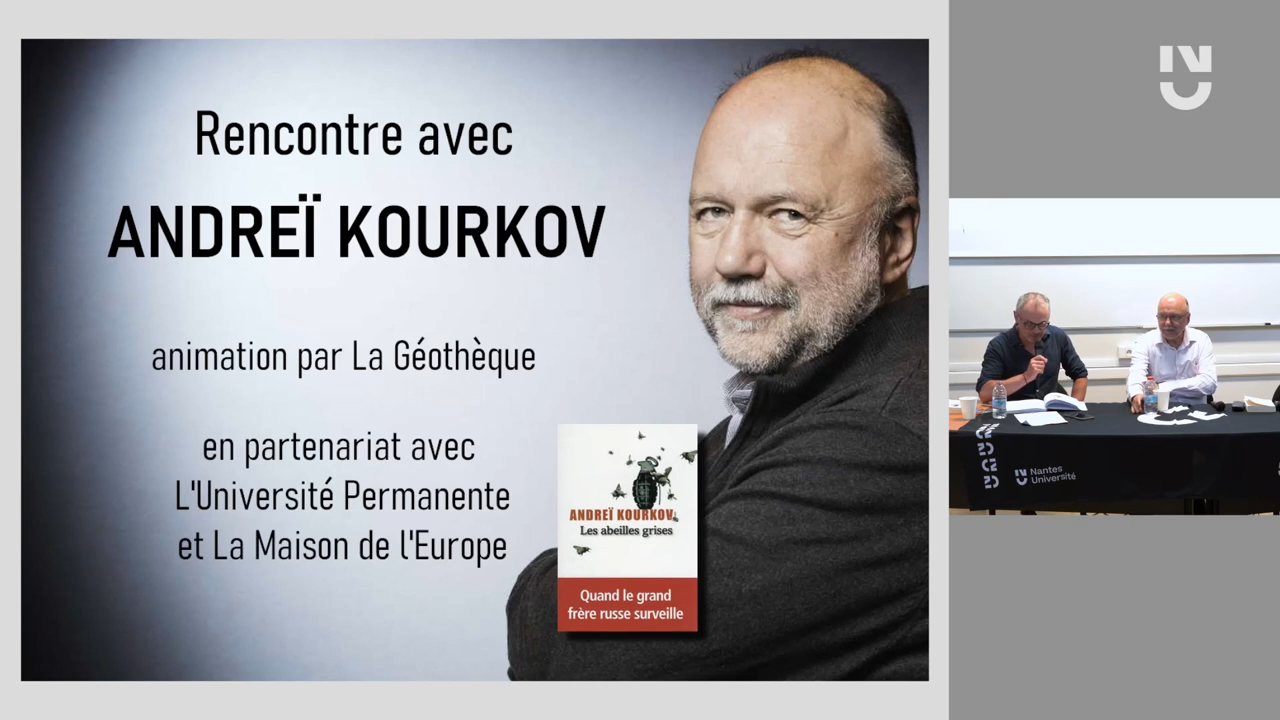 Rencontre avec
ANDREÏ KOURKOV
animation par La Géothèque
en partenariat avec
L'Université Permanente
et La Maison de l'Europe
ANDREÏ KOURKOV
Les abeilles grises
Quand le grand
frère russe surveille
Nantes
Université